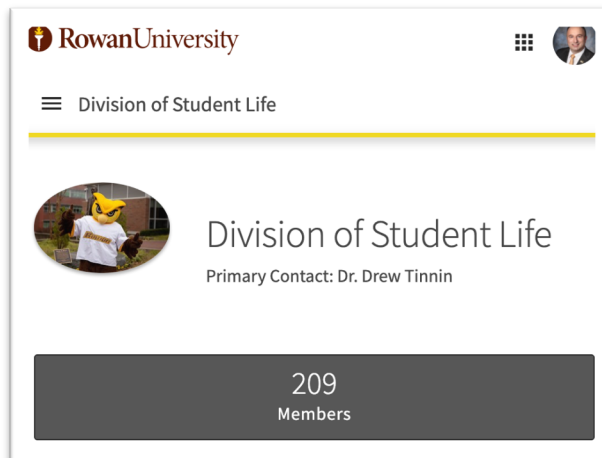 RowanUniversity
Division of Student Life
Division of Student Life
Primary Contact: Dr. Drew Tinnin
209
Members